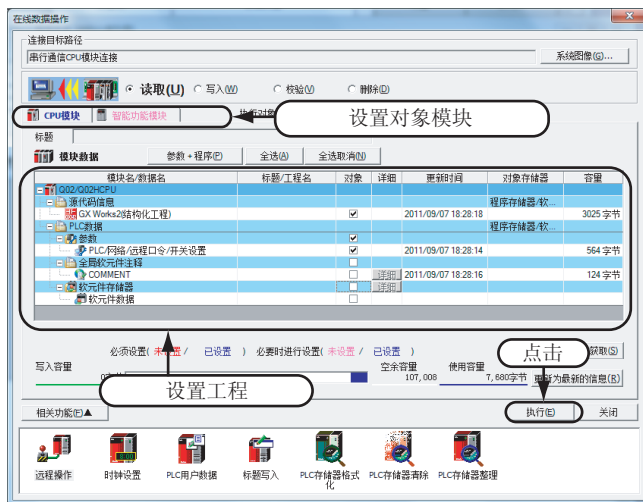 在线数据操作
连接目标路径
串行通信CPU模块连接 系统图像(G)...
读取(U) 写入(W) 校验(V) 删除(D)
CPU模块 智能功能模块 执行对象
设置对象模块
标题
模块数据 参数+程序(P) 全选(A) 全选取消(N)
模块名/数据名 标题/工程名 对象 详细 更新时间 对象存储器 容量
Q02/Q02HCPU
源代码信息 程序存储器/软...
GX Works2(结构化工程) 2011/09/07 18:28:18 3025 字节
PLC数据 程序存储器/软...
参数
PLC/网络/远程口令/开关设置 2011/09/07 18:28:14 564 字节
全局软元件注释
COMMENT 详细 2011/09/07 18:28:16 124 字节
软元件存储器 详细
软元件数据
必须设置( 未设置 / 已设置 ) 必要时进行设置( 未设置 / 已设置 ) 点击 获取(S)
写入容量 空余容量 使用容量
设置工程 107,008 7,680字节 更新为最新的信息(R)
相关功能(F)▲ 执行(E) 关闭
远程操作 时钟设置 PLC用户数据 标题写入 PLC存储器格式化 PLC存储器清除 PLC存储器整理